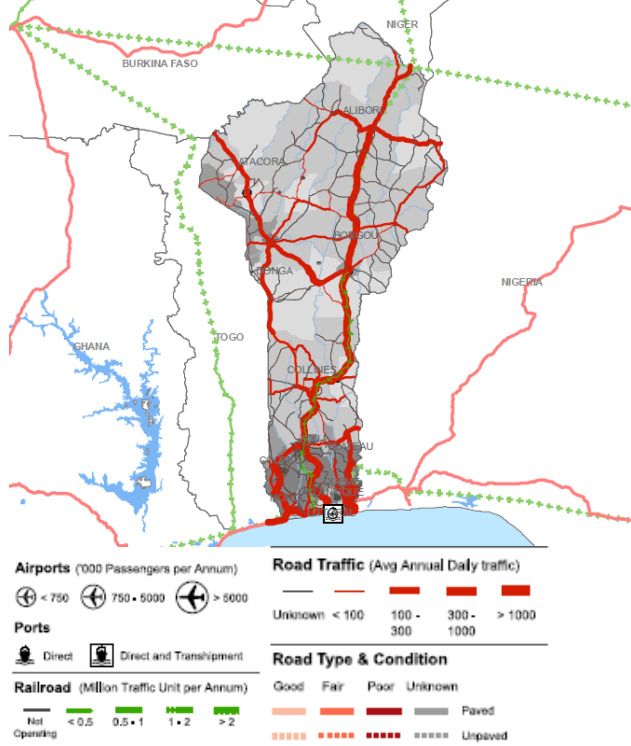 NIGER
BURKINA FASO
ALIBORI
ATACORA
BORGOU
DONGA
NIGERIA
TOGO
GHANA
COLLINES
Airports ('000 Passengers per Annum)
< 750
750 - 5000
> 5000
Ports
Direct
Direct and Transhipment
Railroad (Million Traffic Unit per Annum)
Not Operating
< 0.5
0.5 - 1
1 - 2
> 2
Road Traffic (Avg Annual Daily traffic)
Unknown
< 100
100 - 300
300 - 1000
> 1000
Road Type & Condition
Good Fair Poor Unknown
Paved
Unpaved